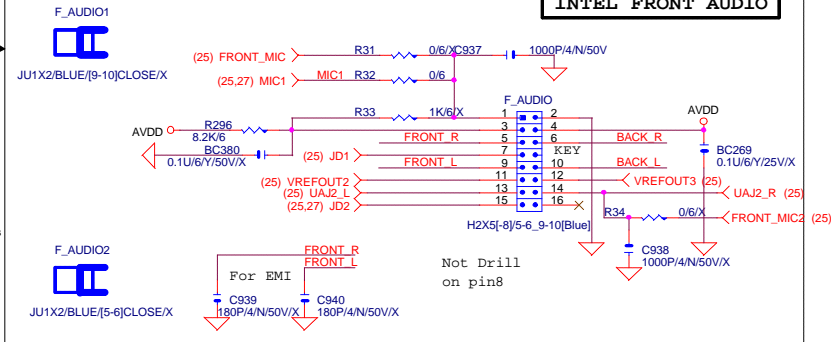 INTEL FRONT AUDIO
F_AUDIO1
JU1X2/BLUE/[9-10]CLOSE/X
(25) FRONT_MIC
R31
0/6/X
C937
1000P/4/N/50V
(25,27) MIC1
MIC1
R32
0/6
R33
1K/6/X
F_AUDIO
AVDD
R296
8.2K/6
BC380
0.1U/6/Y/50V/X
1
2
3
4
5
6
7
KEY
9
10
11
12
13
14
15
16
FRONT_R
BACK_R
(25) JD1
FRONT_L
BACK_L
AVDD
BC269
0.1U/6/Y/25V/X
(25) VREFOUT2
VREFOUT3 (25)
(25) UAJ2_L
UAJ2_R (25)
(25,27) JD2
H2X5[-8]/5-6_9-10[Blue]
R34
0/6/X
FRONT_MIC2 (25)
C938
1000P/4/N/50V/X
F_AUDIO2
JU1X2/BLUE/[5-6]CLOSE/X
FRONT_R
FRONT_L
For EMI
C939
180P/4/N/50V/X
C940
180P/4/N/50V/X
Not Drill
on pin8